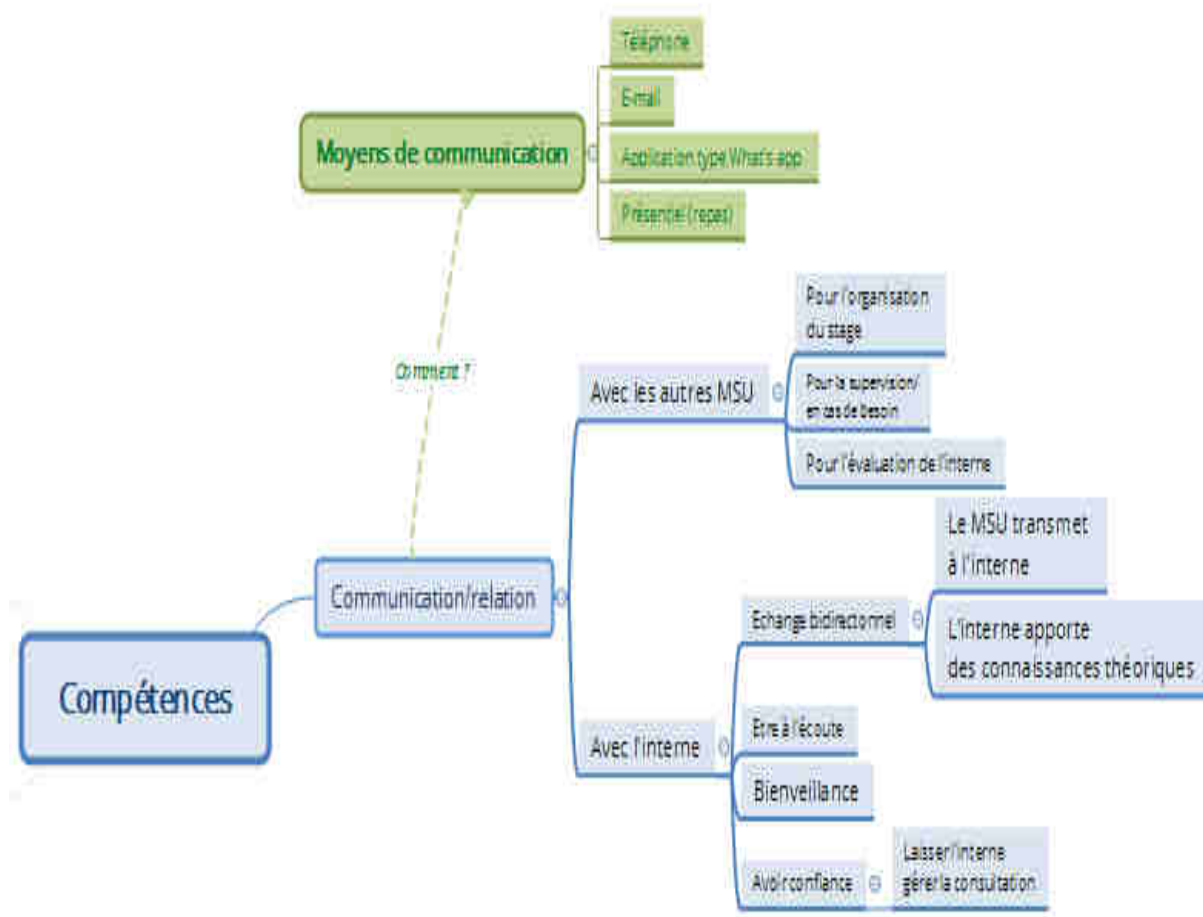 Téléphone
E-mail
Moyens de communication
Application type What's app
Présentiel (repas)
Comment ?
Pour l'organisation
du stage
Avec les autres MSU
Pour la supervision/
en cas de besoin
Pour l'évaluation de l'interne
Le MSU transmet
à l'interne
Communication/relation
Echange bidirectionnel
L'interne apporte
des connaissances théoriques
Compétences
Avec l'interne
Etre à l'écoute
Bienveillance
Avoir confiance
Laisser l'interne
gérer la consultation